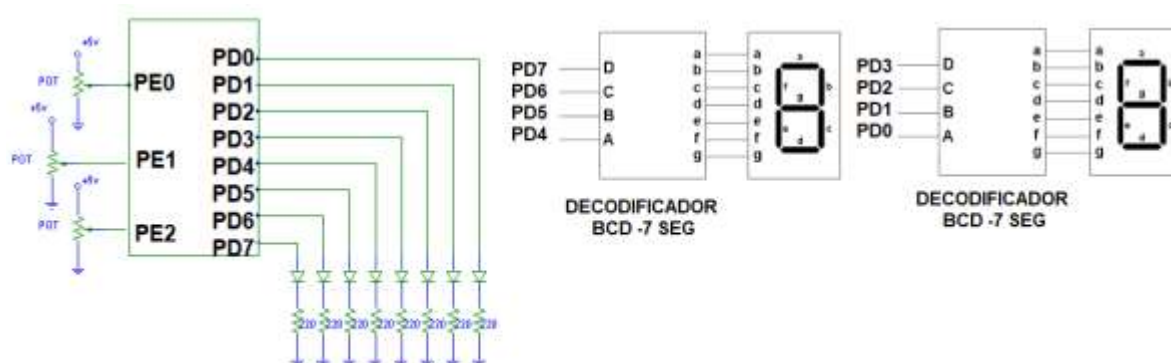 +5v
POT
PE0
+5v
POT
PE1
+5v
POT
PE2
PD0
PD1
PD2
PD3
PD4
PD5
PD6
PD7
220 220 220 220 220 220 220 220
PD7 D
PD6 C
PD5 B
PD4 A
a a
b b
c c
d d
e e
f f
g g
a
f b
g
e c
d
DECODIFICADOR
BCD -7 SEG
PD3 D
PD2 C
PD1 B
PD0 A
a a
b b
c c
d d
e e
f f
g g
a
f
g
e c
d
DECODIFICADOR
BCD -7 SEG